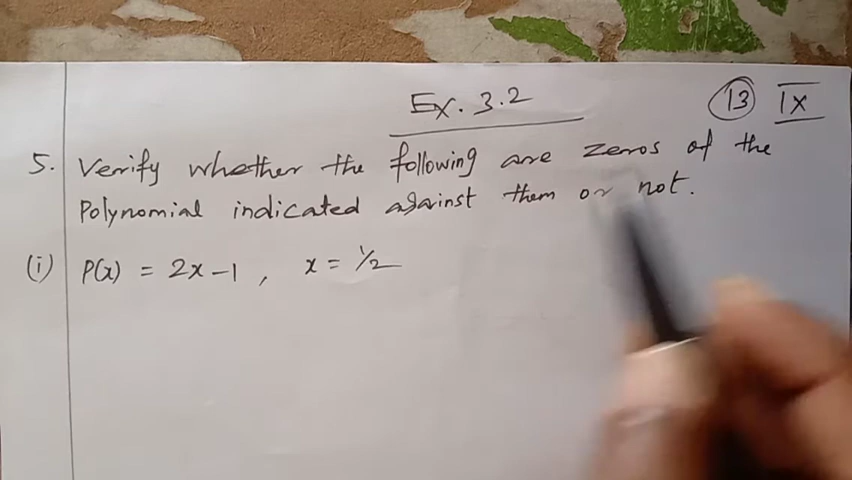 Ex. 3.2
13 IX
5. Verify whether the following are zeros of the
Polynomial indicated against them or not.
(i) P(x) = 2x-1, x = 1/2